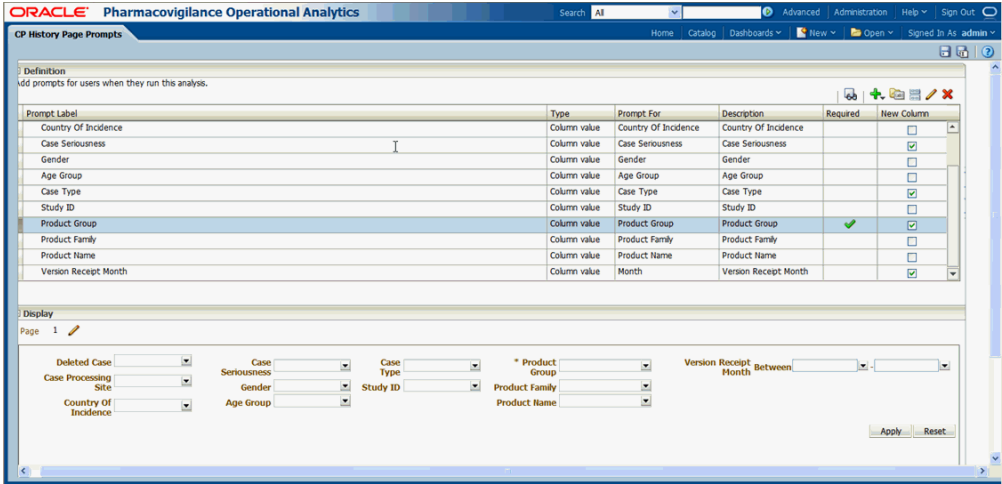 ORACLE Pharmacovigilance Operational Analytics Search All Advanced Administration Help Sign Out
CP History Page Prompts Home Catalog Dashboards New Open Signed In As admin
Definition
Add prompts for users when they run this analysis.
Prompt Label Type Prompt For Description Required New Column
Country Of Incidence Column value Country Of Incidence Country Of Incidence
Case Seriousness Column value Case Seriousness Case Seriousness
Gender Column value Gender Gender
Age Group Column value Age Group Age Group
Case Type Column value Case Type Case Type
Study ID Column value Study ID Study ID
Product Group Column value Product Group Product Group
Product Family Column value Product Family Product Family
Product Name Column value Product Name Product Name
Version Receipt Month Column value Month Version Receipt Month
Display
Page 1
Deleted Case
Case Processing
Site
Country Of
Incidence
Case
Seriousness
Gender
Age Group
Case
Type
Study ID
* Product
Group
Product Family
Product Name
Version Receipt
Month
Between -
Apply Reset